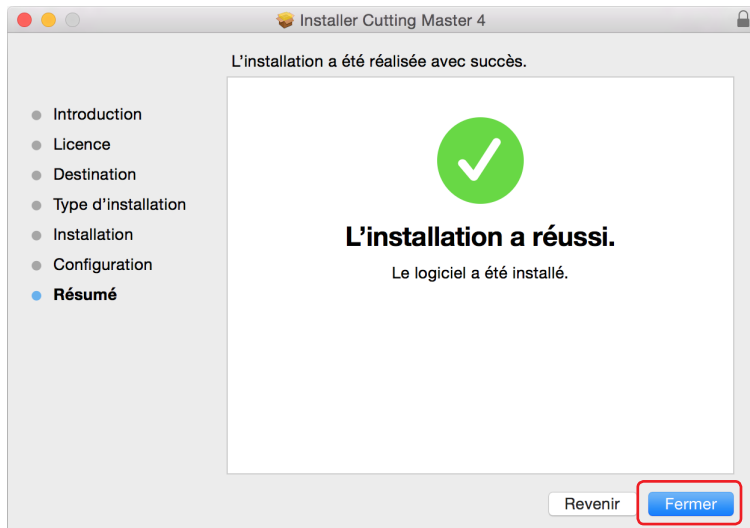 Installer Cutting Master 4
L’installation a été réalisée avec succès.
Introduction
Licence
Destination
Type d’installation
Installation
Configuration
Résumé
L’installation a réussi.
Le logiciel a été installé.
Revenir
Fermer